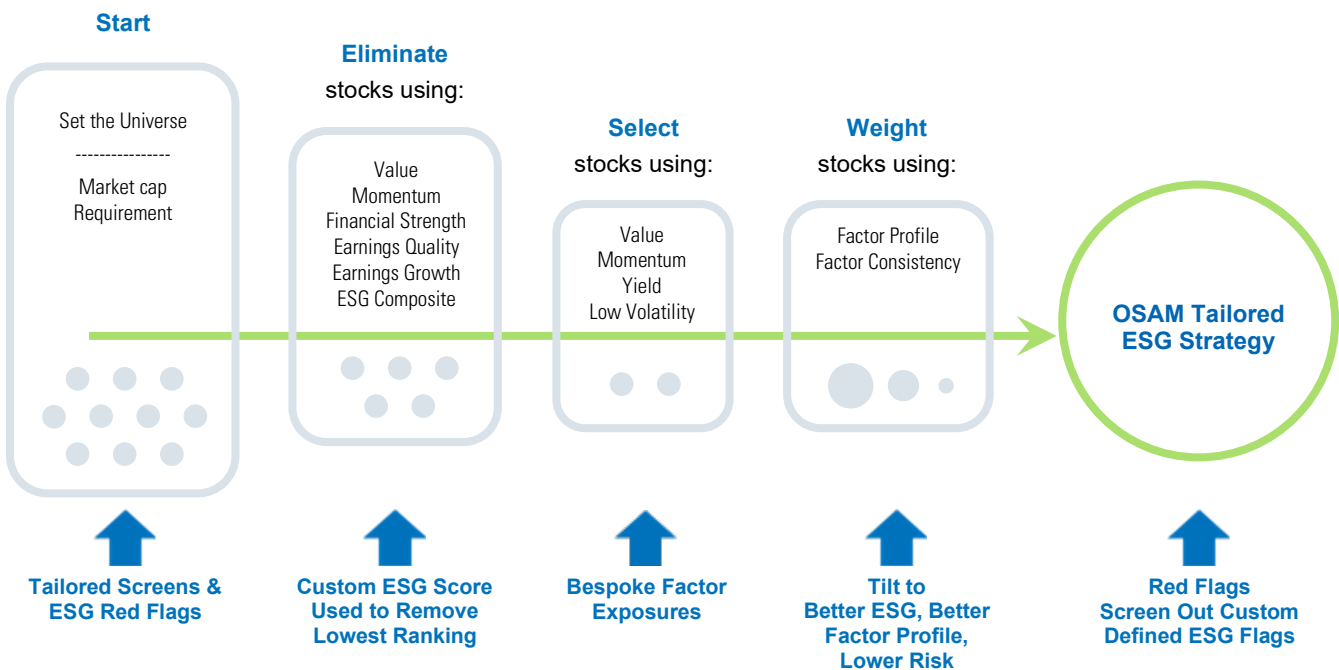 Start
Set the Universe
----------------
Market cap
Requirement
Eliminate
stocks using:
Value
Momentum
Financial Strength
Earnings Quality
Earnings Growth
ESG Composite
Select
stocks using:
Value
Momentum
Yield
Low Volatility
Weight
stocks using:
Factor Profile
Factor Consistency
OSAM Tailored
ESG Strategy
Tailored Screens &
ESG Red Flags
Custom ESG Score
Used to Remove
Lowest Ranking
Bespoke Factor
Exposures
Tilt to
Better ESG, Better
Factor Profile,
Lower Risk
Red Flags
Screen Out Custom
Defined ESG Flags